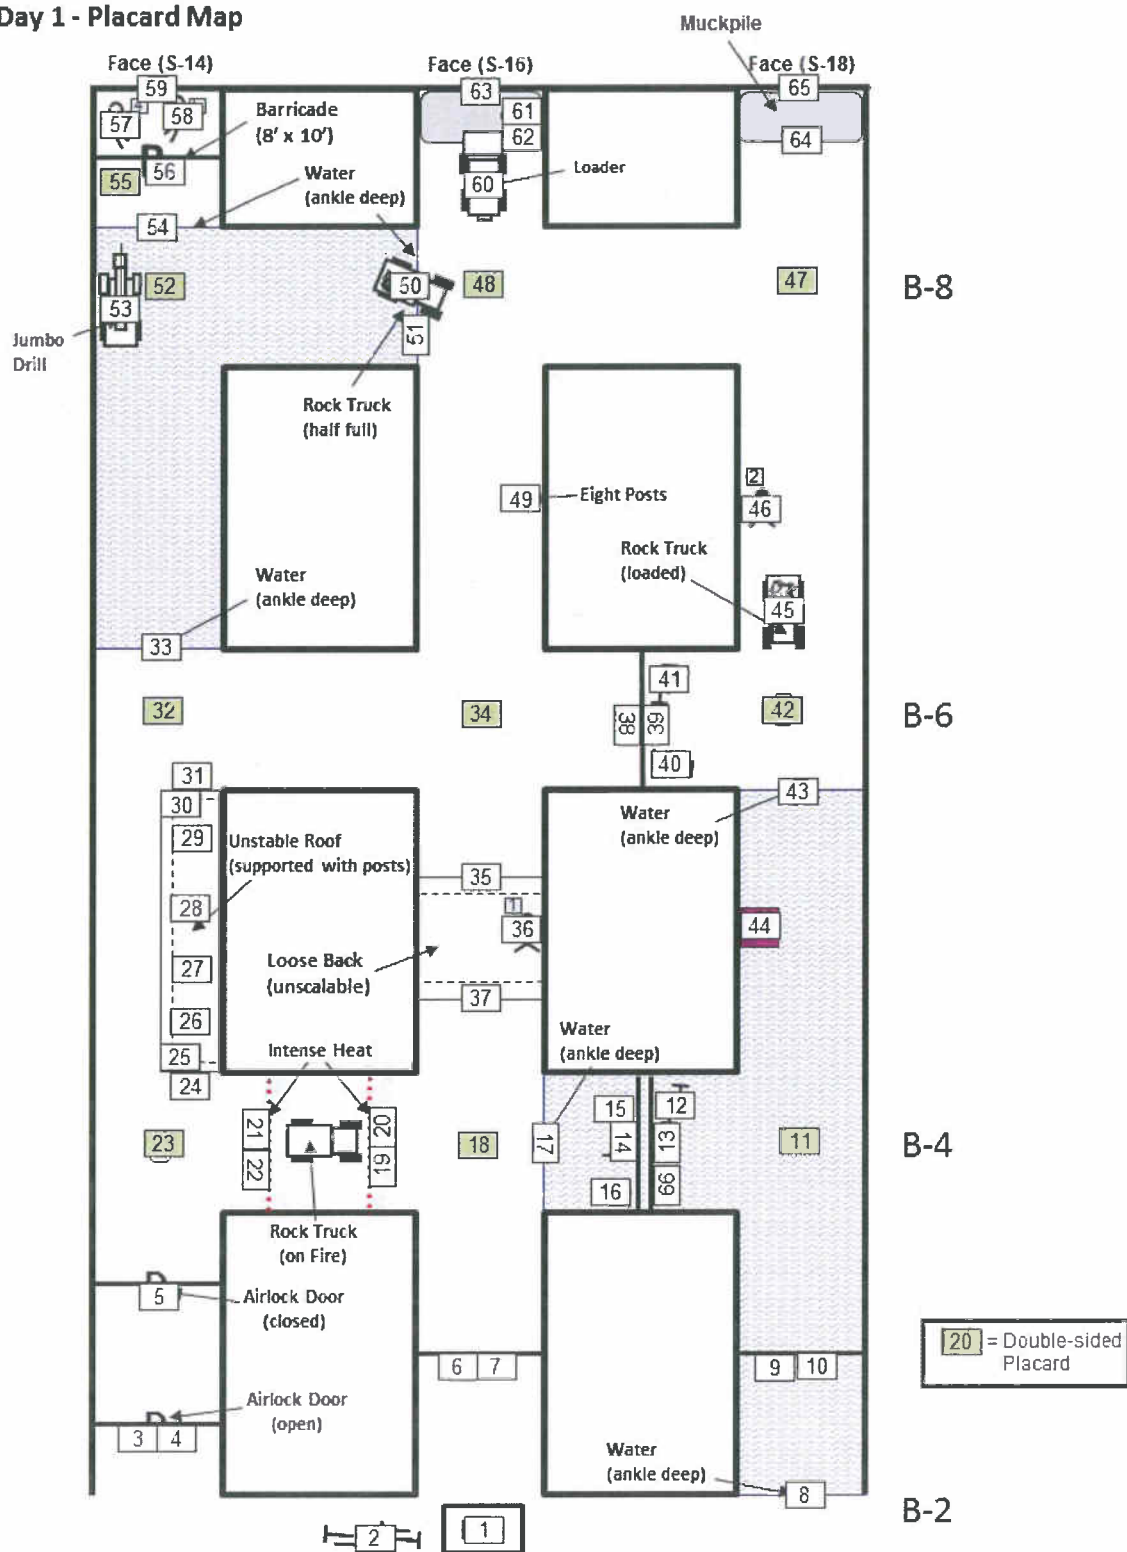 Day 1 - Placard Map
Muckpile
Face (S-14)
Face (S-16)
Face (S-18)
59
63
65
57
58
61
Barricade
(8' x 10')
62
64
55
56
Water
(ankle deep)
60
Loader
54
52
50
48
47
B-8
53
51
Jumbo
Drill
Rock Truck
(half full)
49
Eight Posts
2
46
Rock Truck
(loaded)
45
Water
(ankle deep)
33
41
32
34
38
39
42
B-6
40
31
30
43
Water
(ankle deep)
29
Unstable Roof
(supported with posts)
35
28
1
36
44
27
Loose Back
(unscalable)
37
26
Water
(ankle deep)
25
Intense Heat
24
15
12
23
21
20
18
17
14
13
11
B-4
22
19
16
66
Rock Truck
(on Fire)
5
Airlock Door
(closed)
6
7
9
10
20 = Double-sided
Placard
Airlock Door
(open)
3
4
Water
(ankle deep)
8
B-2
2
1